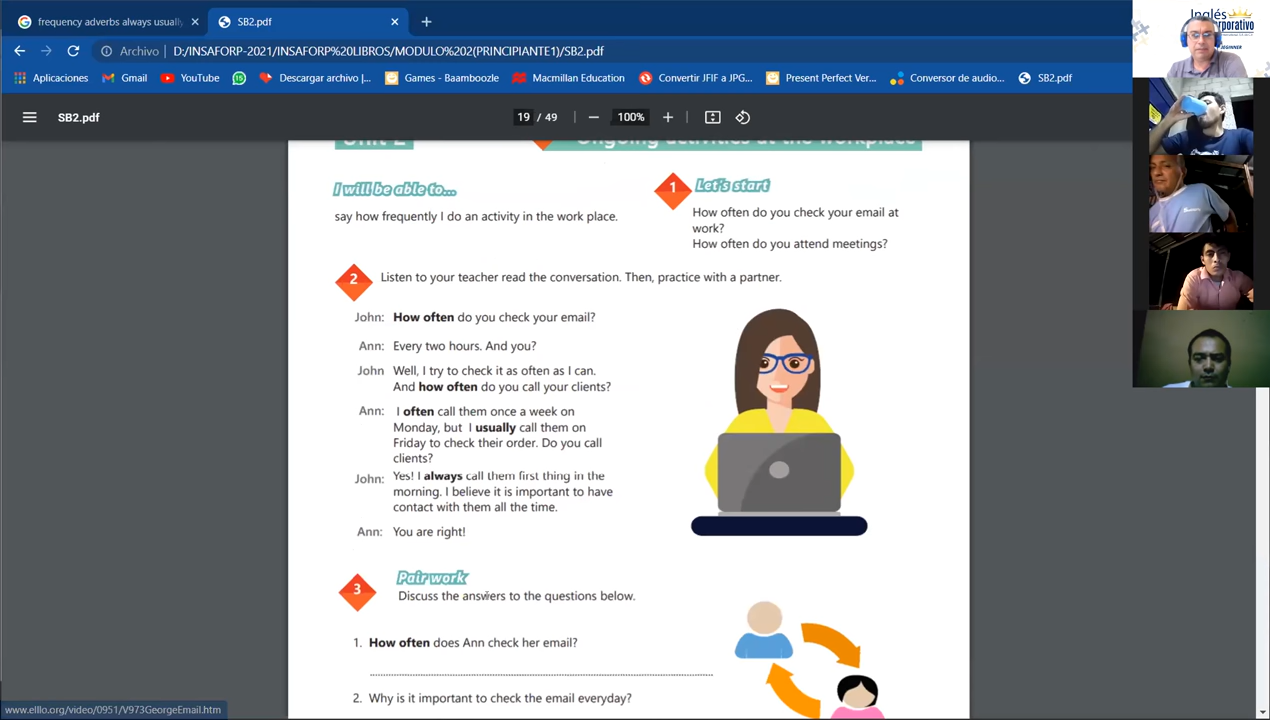 frequency adverbs always usually
SB2.pdf
Archivo
D:/INSAFORP-2021/INSAFORP%20LIBROS/MODULO%202(PRINCIPIANTE1)/SB2.pdf
Aplicaciones
Gmail
YouTube
Descargar archivo |...
Games - Baamboozle
Macmillan Education
Convertir JFIF a JPG...
Present Perfect Ver...
Conversor de audio...
SB2.pdf
SB2.pdf
19 / 49
100%
Inglés
Corporativo
BEGINNER
Unit 2
Ongoing activities at the workplace
I will be able to...
say how frequently I do an activity in the work place.
1
Let's start
How often do you check your email at
work?
How often do you attend meetings?
2
Listen to your teacher read the conversation. Then, practice with a partner.
John: How often do you check your email?
Ann: Every two hours. And you?
John Well, I try to check it as often as I can.
And how often do you call your clients?
Ann: I often call them once a week on
Monday, but I usually call them on
Friday to check their order. Do you call
clients?
John: Yes! I always call them first thing in the
morning. I believe it is important to have
contact with them all the time.
Ann: You are right!
3
Pair work
Discuss the answers to the questions below.
1. How often does Ann check her email?
2. Why is it important to check the email everyday?
www.elllo.org/video/0951/V973GeorgeEmail.htm